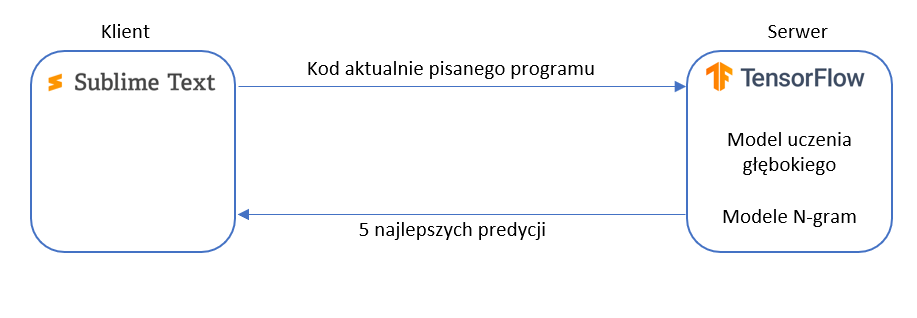 Klient
Serwer
Sublime Text
Kod aktualnie pisanego programu
TensorFlow
Model uczenia
głębokiego
Modele N-gram
5 najlepszych predycji